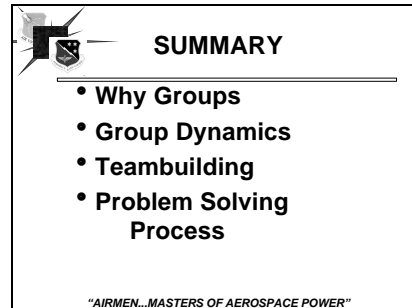 SUMMARY
• Why Groups
• Group Dynamics
• Teambuilding
• Problem Solving
Process
“AIRMEN...MASTERS OF AEROSPACE POWER”